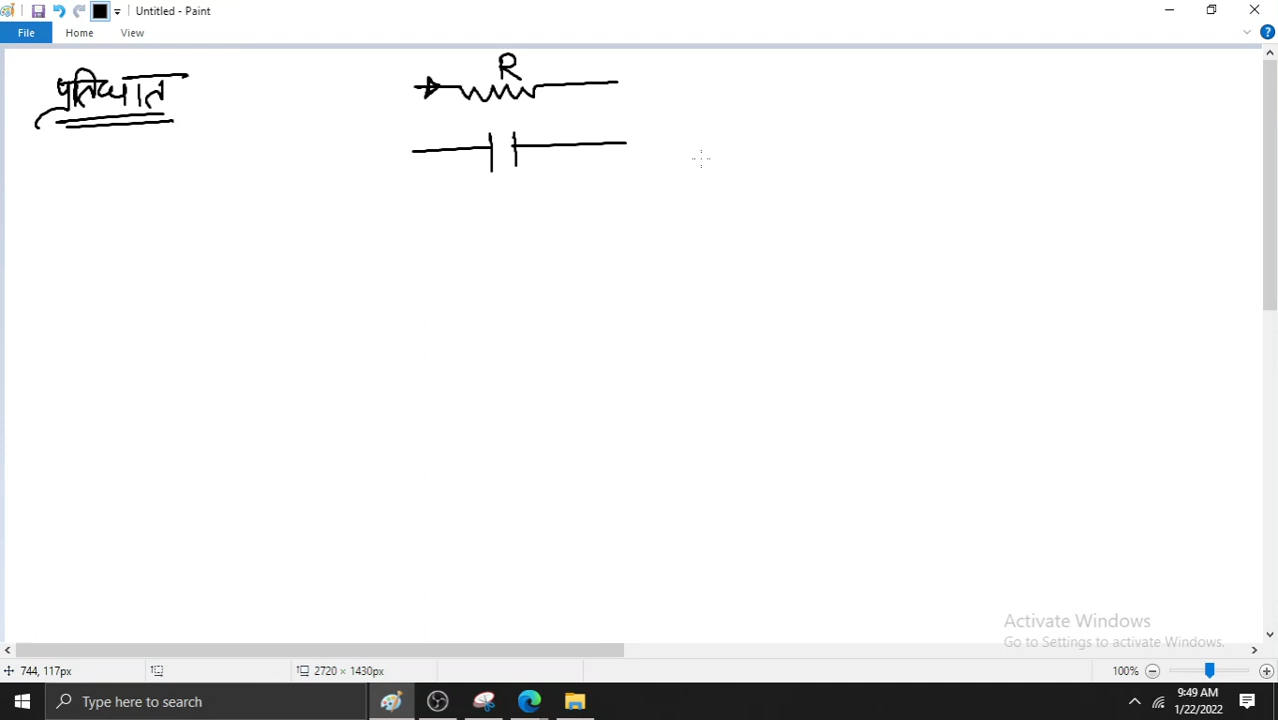 Untitled - Paint
File Home View
प्रतिघात
R
Activate Windows
Go to Settings to activate Windows.
744, 117px
2720 × 1430px
100%
Type here to search
9:49 AM
1/22/2022